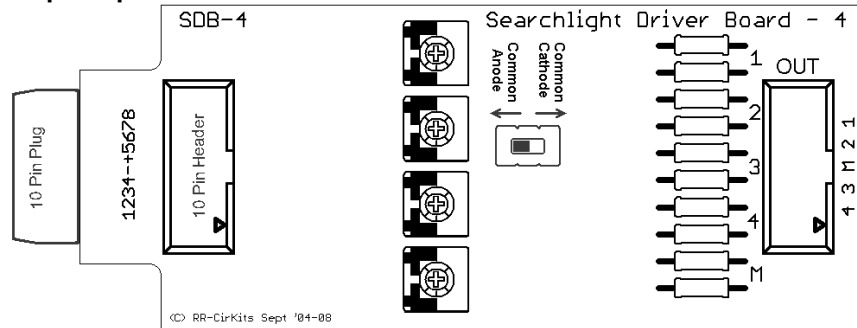 SDB-4
Searchlight Driver Board - 4
Common
Anode
Common
Cathode
1
OUT
2
3
4
M
10 Pin Plug
1234-+5678
10 Pin Header
4 3 M 2 1
(C) RR-CirKits Sept '04-08